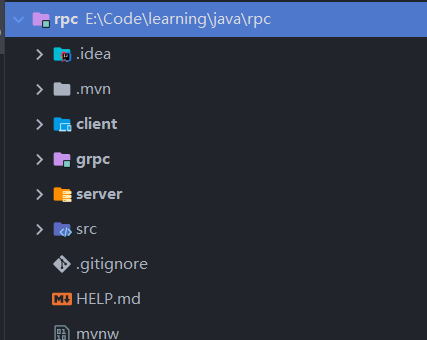 rpc E:\Code\learning\java\rpc
.idea
.mvn
client
grpc
server
src
.gitignore
HELP.md
mvnw